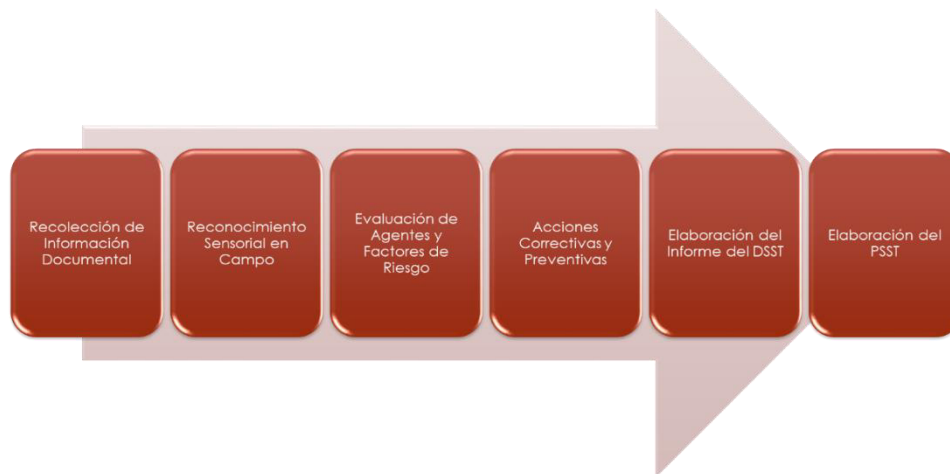 Recolección de
Información
Documental
Reconocimiento
Sensorial en
Campo
Evaluación de
Agentes y
Factores de
Riesgo
Acciones
Correctivas y
Preventivas
Elaboración del
Informe del DSST
Elaboración del
PSST